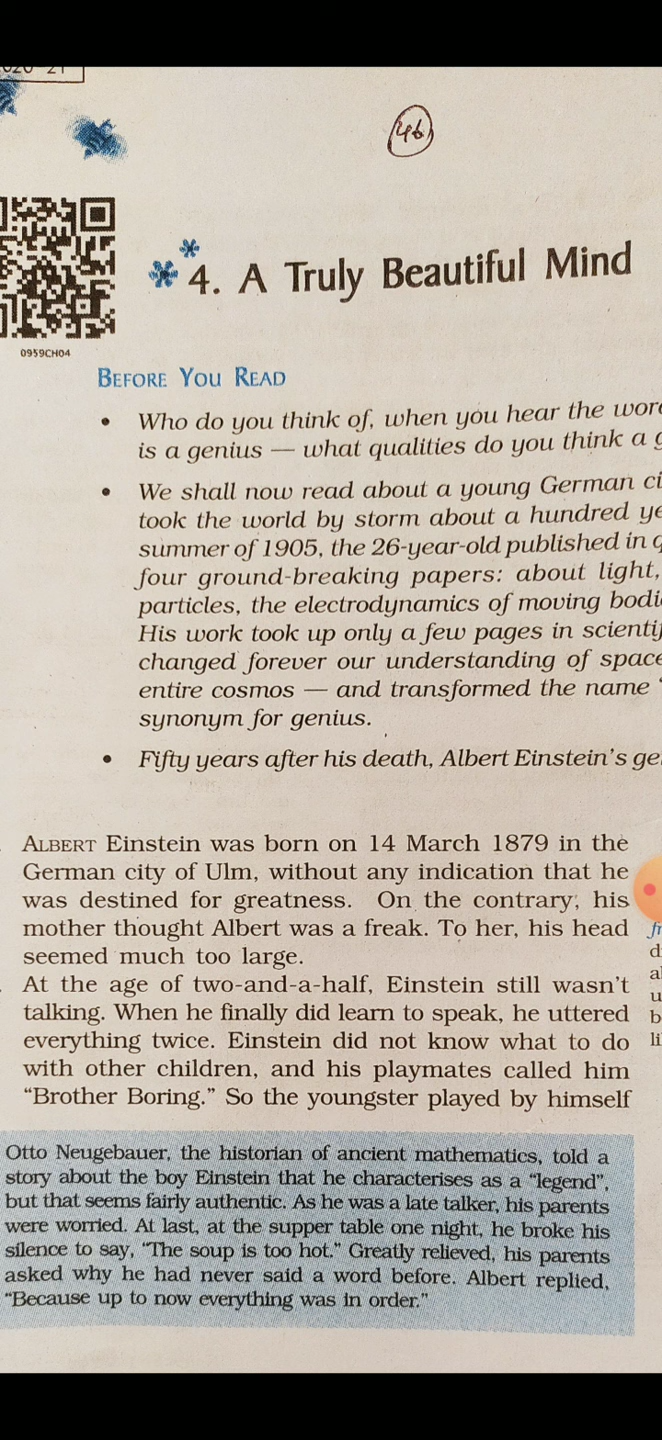 2020-21
46
4. A Truly Beautiful Mind
0959CH04
BEFORE YOU READ
• Who do you think of, when you hear the
is a genius — what qualities do you think a
• We shall now read about a young German
took the world by storm about a hundred
summer of 1905, the 26-year-old published in
four ground-breaking papers: about light,
particles, the electrodynamics of moving
His work took up only a few pages in
changed forever our understanding of
entire cosmos — and transformed the name
synonym for genius.
• Fifty years after his death, Albert Einstein's
ALBERT Einstein was born on 14 March 1879 in the
German city of Ulm, without any indication that he
was destined for greatness. On the contrary, his
mother thought Albert was a freak. To her, his head
seemed much too large.
At the age of two-and-a-half, Einstein still wasn't
talking. When he finally did learn to speak, he uttered
everything twice. Einstein did not know what to do
with other children, and his playmates called him
“Brother Boring.” So the youngster played by himself
Otto Neugebauer, the historian of ancient mathematics, told a
story about the boy Einstein that he characterises as a “legend”,
but that seems fairly authentic. As he was a late talker, his parents
were worried. At last, at the supper table one night, he broke his
silence to say, “The soup is too hot.” Greatly relieved, his parents
asked why he had never said a word before. Albert replied,
“Because up to now everything was in order.”